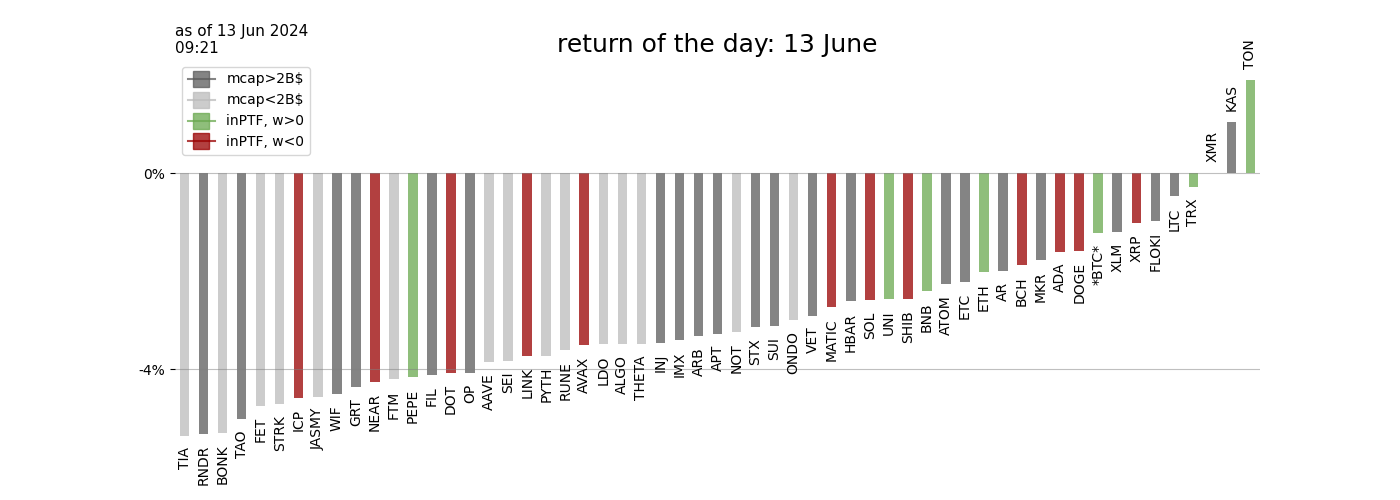 as of 13 Jun 2024
09:21
return of the day: 13 June
mcap>2B$
mcap<2B$
inPTF, w>0
inPTF, w<0
0%
-4%
TIA
RNDR
BONK
TAO
FET
STRK
ICP
JASMY
WIF
GRT
NEAR
FTM
PEPE
FIL
DOT
OP
AAVE
SEI
LINK
PYTH
RUNE
AVAX
LDO
ALGO
THETA
INJ
IMX
ARB
APT
NOT
STX
SUI
ONDO
VET
MATIC
HBAR
SOL
UNI
SHIB
BNB
ATOM
ETC
ETH
AR
BCH
MKR
ADA
DOGE
*BTC*
XLM
XRP
FLOKI
LTC
TRX
XMR
KAS
TON